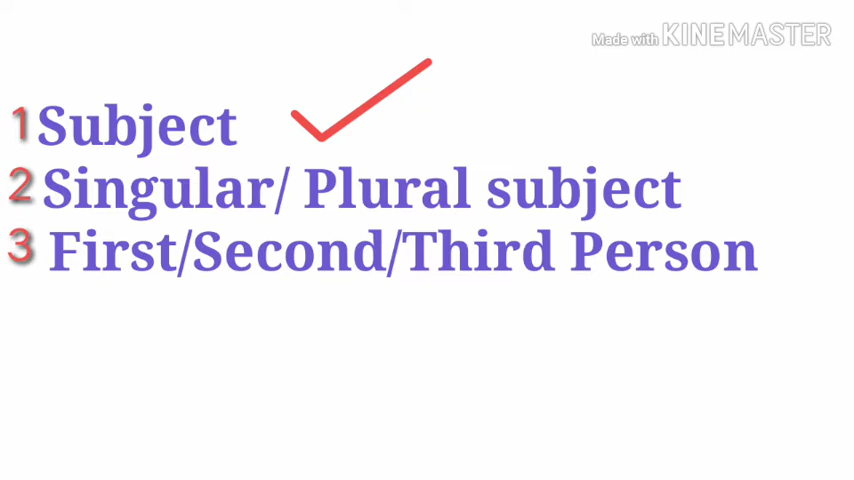 Made with KINEMASTER
1 Subject
2 Singular/ Plural subject
3 First/Second/Third Person